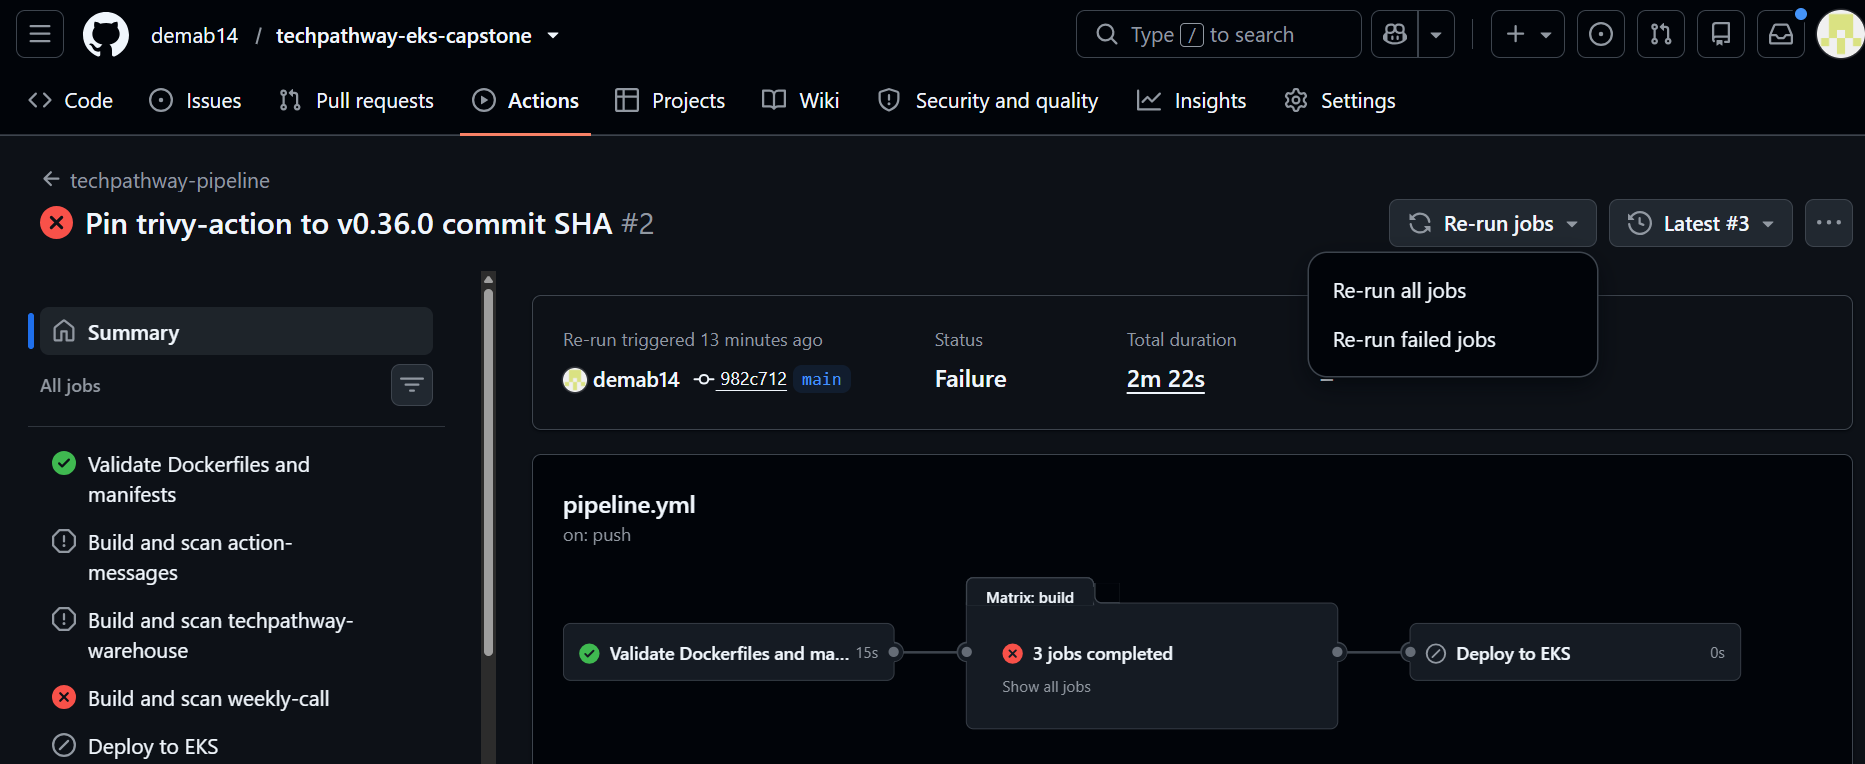 demab14 / techpathway-eks-capstone
Type / to search
Code
Issues
Pull requests
Actions
Projects
Wiki
Security and quality
Insights
Settings
techpathway-pipeline
Pin trivy-action to v0.36.0 commit SHA #2
Re-run jobs
Latest #3
Re-run all jobs
Re-run failed jobs
Summary
All jobs
Validate Dockerfiles and
manifests
Build and scan action-
messages
Build and scan techpathway-
warehouse
Build and scan weekly-call
Deploy to EKS
Re-run triggered 13 minutes ago
demab14 982c712 main
Status
Failure
Total duration
2m 22s
–
pipeline.yml
on: push
Validate Dockerfiles and ma... 15s
Matrix: build
3 jobs completed
Show all jobs
Deploy to EKS 0s